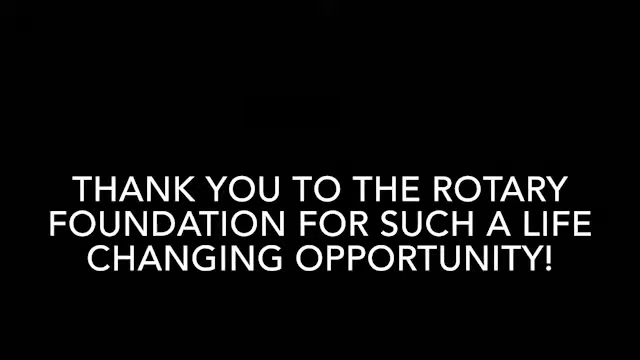 THANK YOU TO THE ROTARY
FOUNDATION FOR SUCH A LIFE
CHANGING OPPORTUNITY!